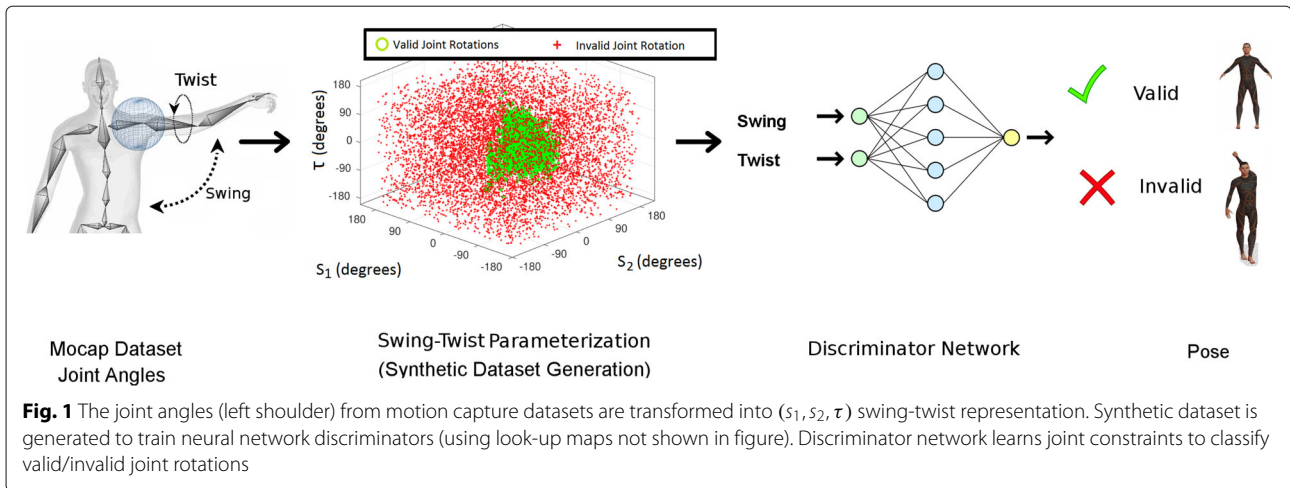 Twist
Swing
Valid Joint Rotations
Invalid Joint Rotation
τ (degrees)
180
90
0
-90
-180
180
90
0
-90
-180
S₁ (degrees)
-180
-90
0
90
180
S₂ (degrees)
Swing
Twist
Valid
Invalid
Mocap Dataset
Joint Angles
Swing-Twist Parameterization
(Synthetic Dataset Generation)
Discriminator Network
Pose
Fig. 1 The joint angles (left shoulder) from motion capture datasets are transformed into (s₁, s₂, τ) swing-twist representation. Synthetic dataset is
generated to train neural network discriminators (using look-up maps not shown in figure). Discriminator network learns joint constraints to classify
valid/invalid joint rotations